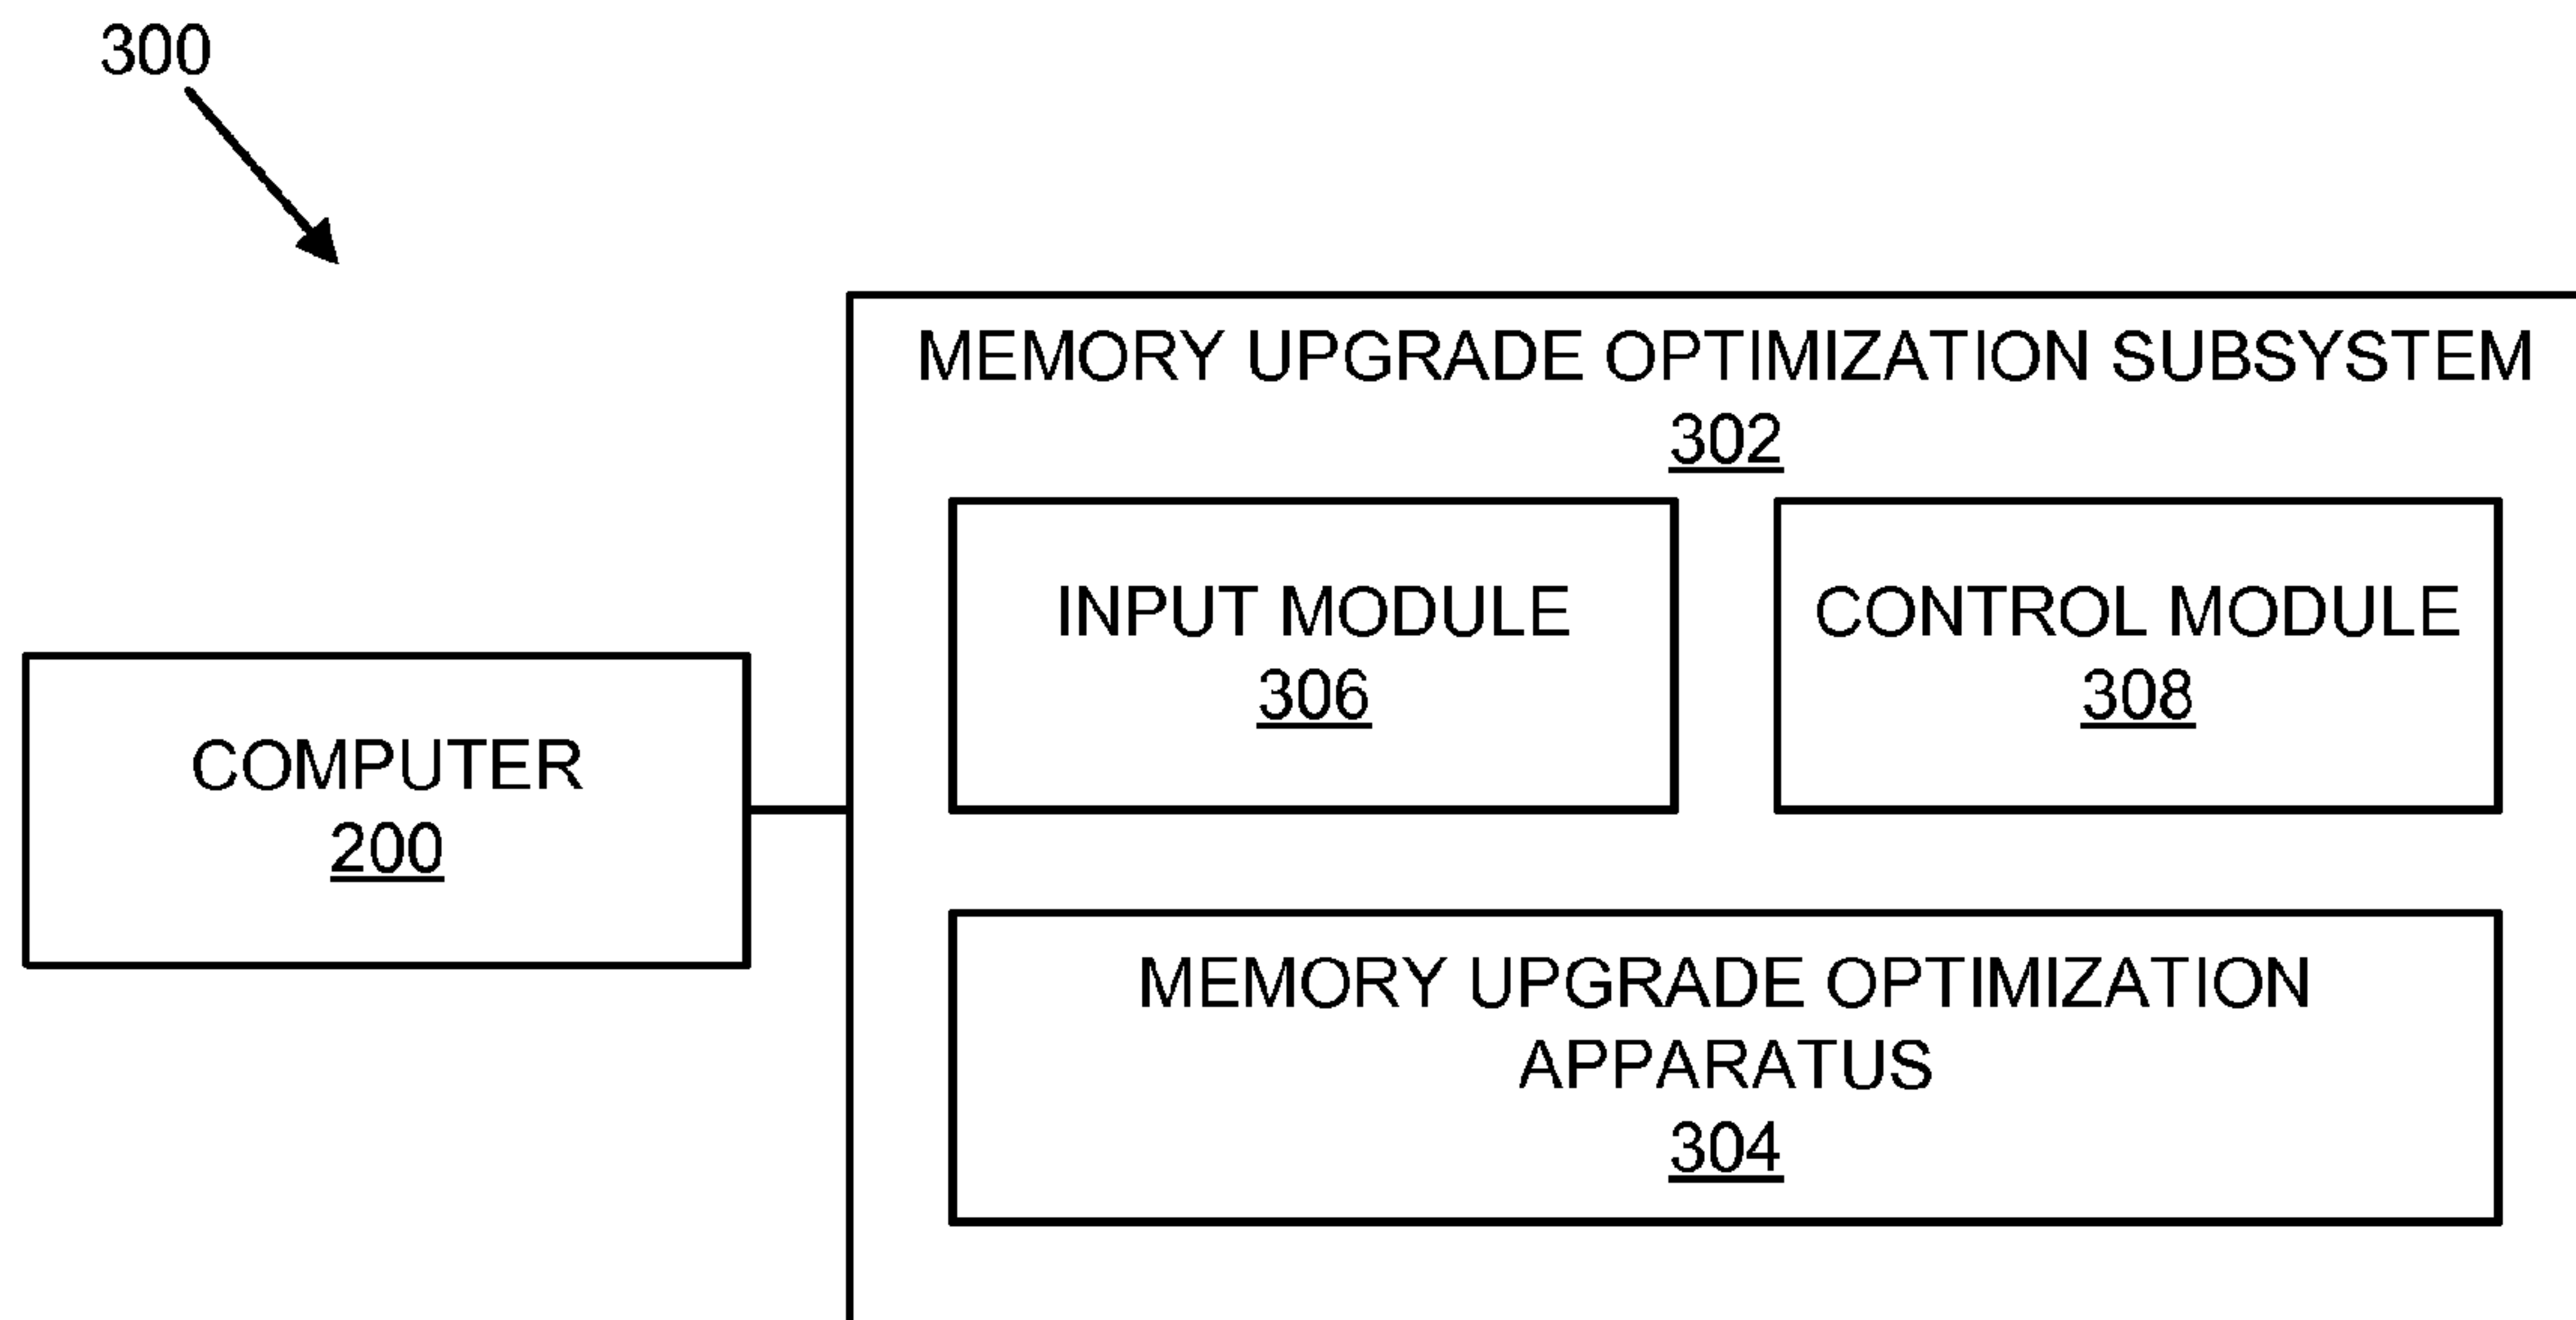 300
MEMORY UPGRADE OPTIMIZATION SUBSYSTEM
302
INPUT MODULE
306
CONTROL MODULE
308
COMPUTER
200
MEMORY UPGRADE OPTIMIZATION
APPARATUS
304